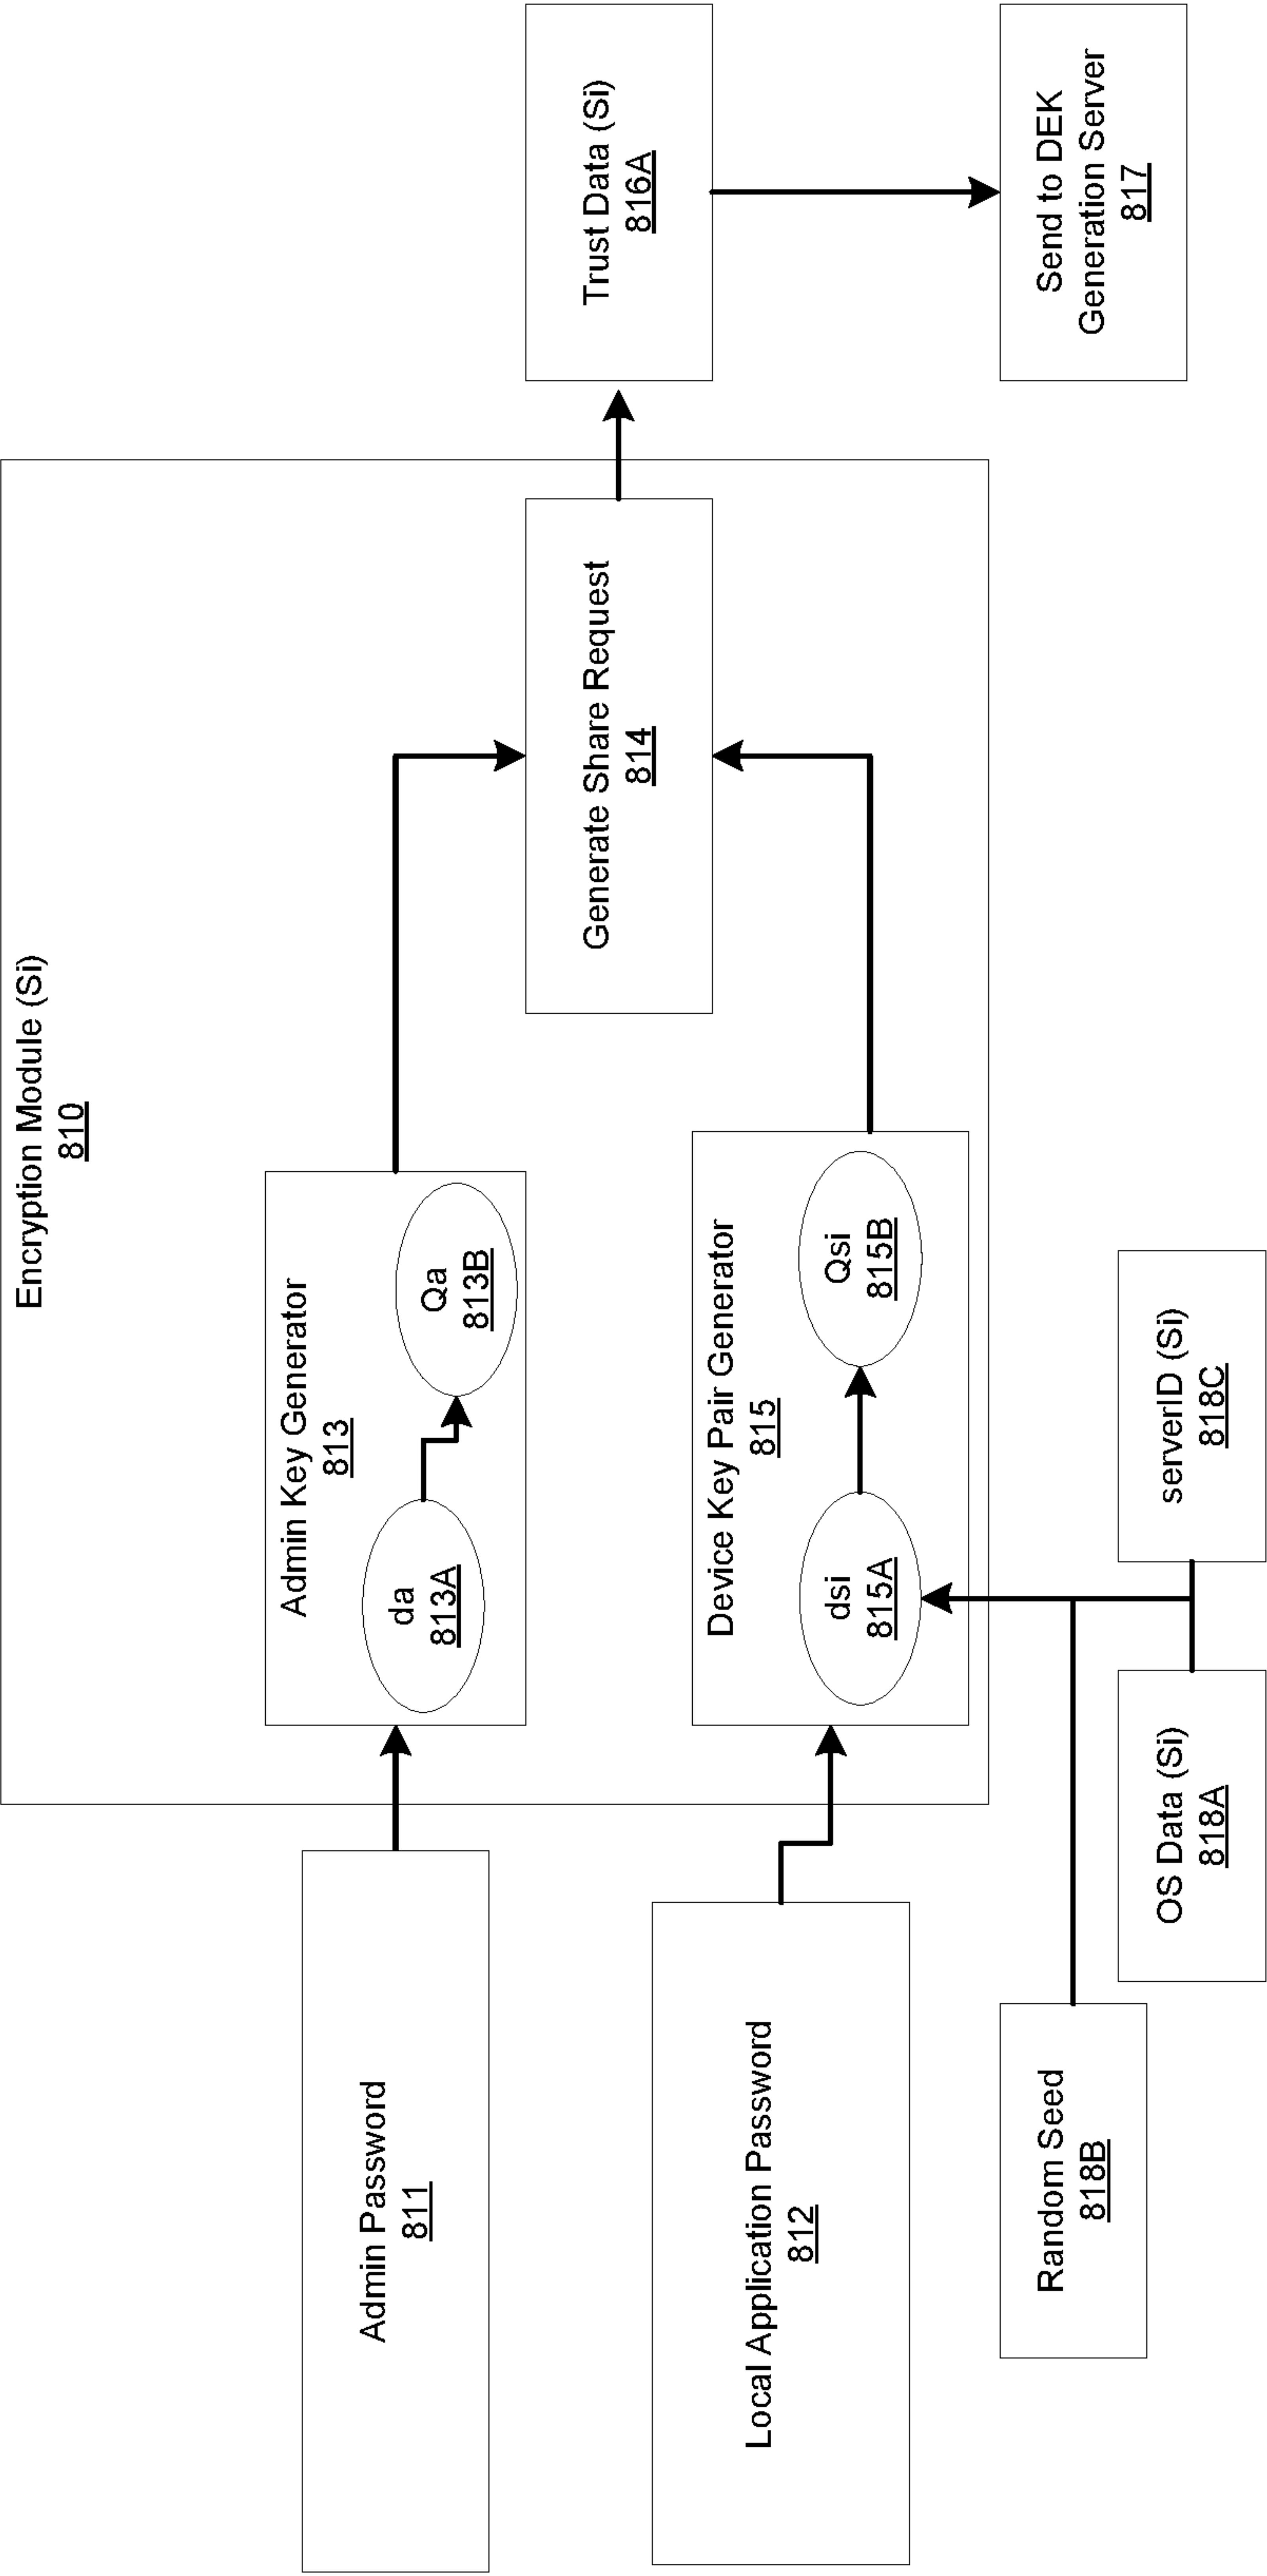 Encryption Module (Si)
810
Admin Password
811
Admin Key Generator
813
da
813A
Qa
813B
Generate Share Request
814
Trust Data (Si)
816A
Local Application Password
812
Device Key Pair Generator
815
dsi
815A
Qsi
815B
Send to DEK
Generation Server
817
Random Seed
818B
OS Data (Si)
818A
serverID (Si)
818C